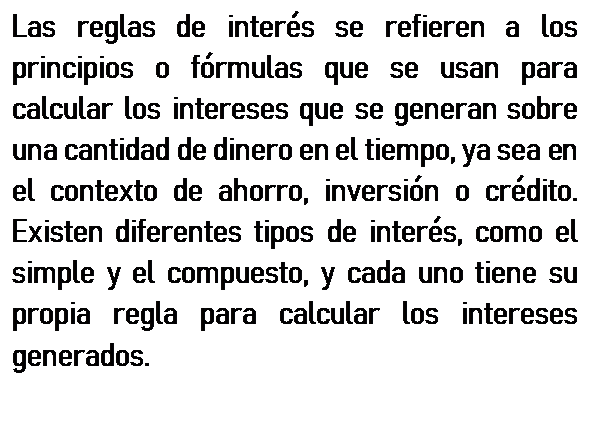 Las reglas de interés se refieren a los
principios o fórmulas que se usan para
calcular los intereses que se generan sobre
una cantidad de dinero en el tiempo, ya sea en
el contexto de ahorro, inversión o crédito.
Existen diferentes tipos de interés, como el
simple y el compuesto, y cada uno tiene su
propia regla para calcular los intereses
generados.